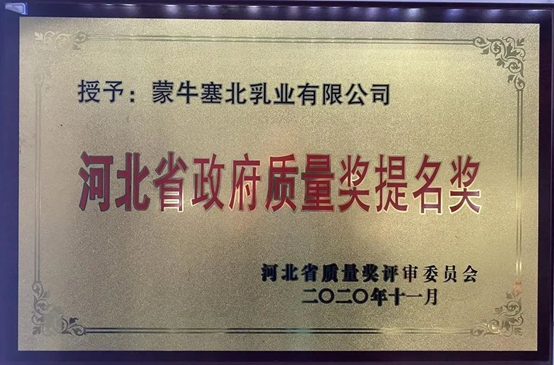 授予：蒙牛塞北乳业有限公司
河北省政府质量奖提名奖
河北省质量奖评审委员会
二〇二〇年十一月